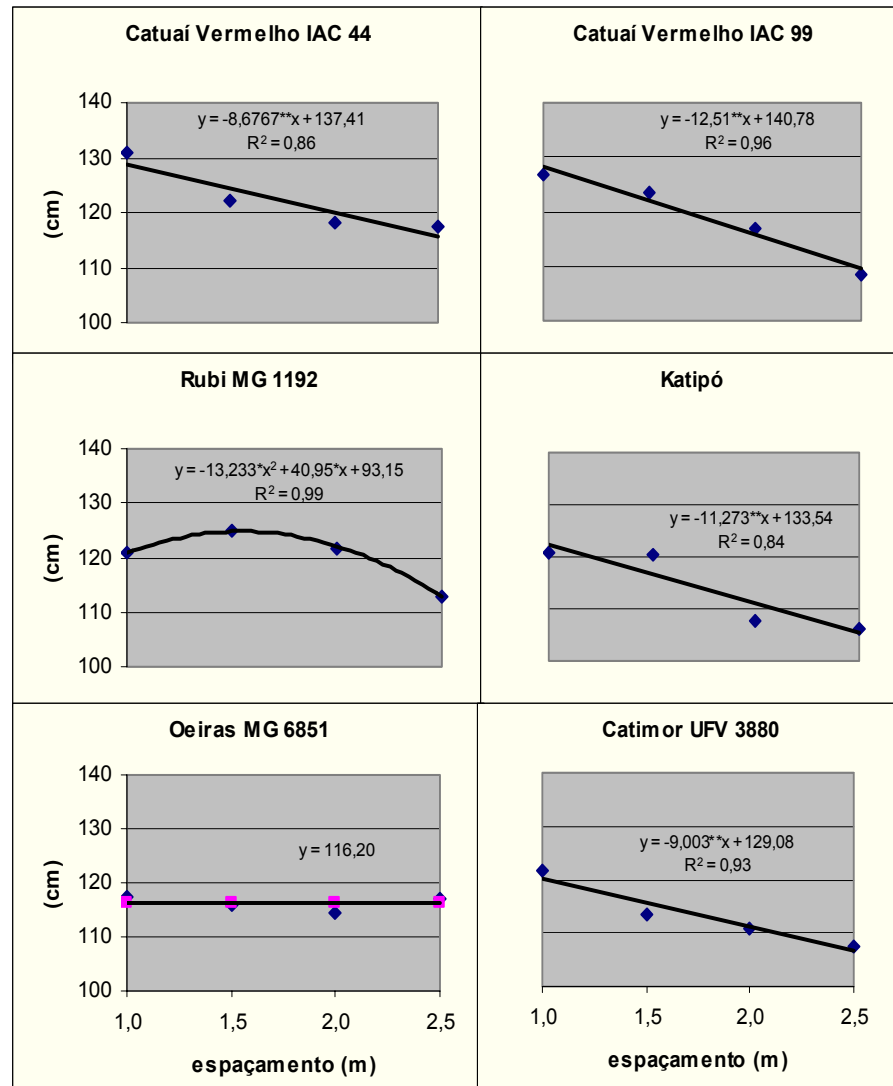 Catuaí Vermelho IAC 44
140
130
120
110
100
(cm)
y = -8,6767**x + 137,41
R² = 0,86
Catuaí Vermelho IAC 99
y = -12,51**x + 140,78
R² = 0,96
Rubi MG 1192
140
130
120
110
100
(cm)
y = -13,233*x² + 40,95*x + 93,15
R² = 0,99
Katipó
y = -11,273**x + 133,54
R² = 0,84
Oeiras MG 6851
140
130
120
110
100
(cm)
y = 116,20
1,0 1,5 2,0 2,5
espaçamento (m)
Catimor UFV 3880
y = -9,003**x + 129,08
R² = 0,93
1,0 1,5 2,0 2,5
espaçamento (m)